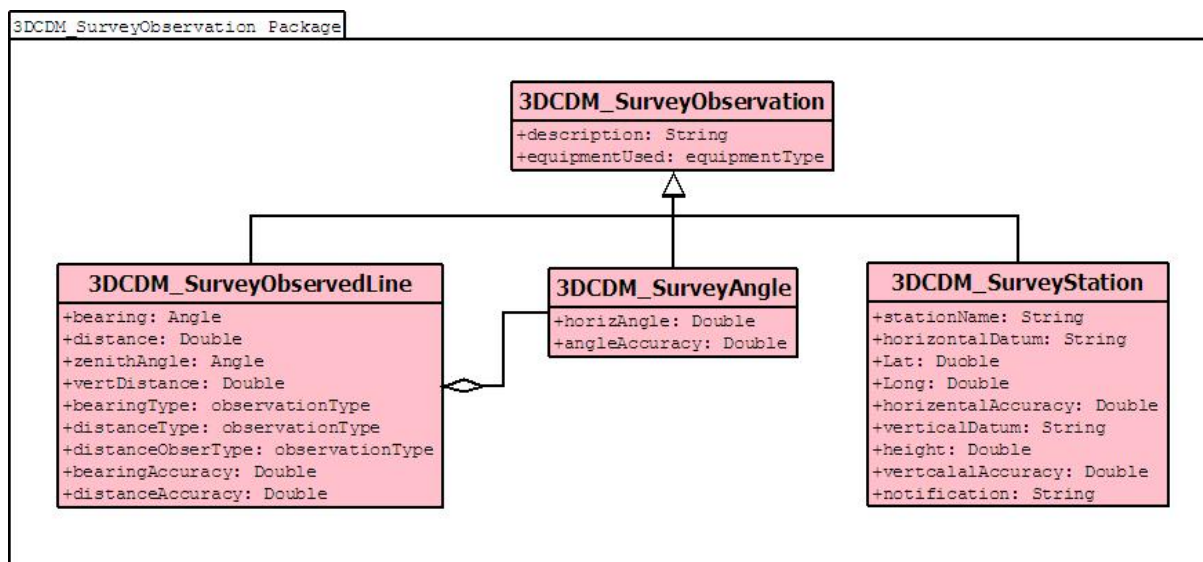 3DCDM_SurveyObservation Package
3DCDM_SurveyObservation
+description: String
+equipmentUsed: equipmentType
3DCDM_SurveyObservedLine
+bearing: Angle
+distance: Double
+zenithAngle: Angle
+vertDistance: Double
+bearingType: observationType
+distanceType: observationType
+distanceObserType: observationType
+bearingAccuracy: Double
+distanceAccuracy: Double
3DCDM_SurveyAngle
+horizAngle: Double
+angleAccuracy: Double
3DCDM_SurveyStation
+stationName: String
+horizontalDatum: String
+Lat: Duoble
+Long: Duoble
+horizentalAccuracy: Double
+verticalDatum: String
+height: Double
+vertcalalAccuracy: Double
+notification: String